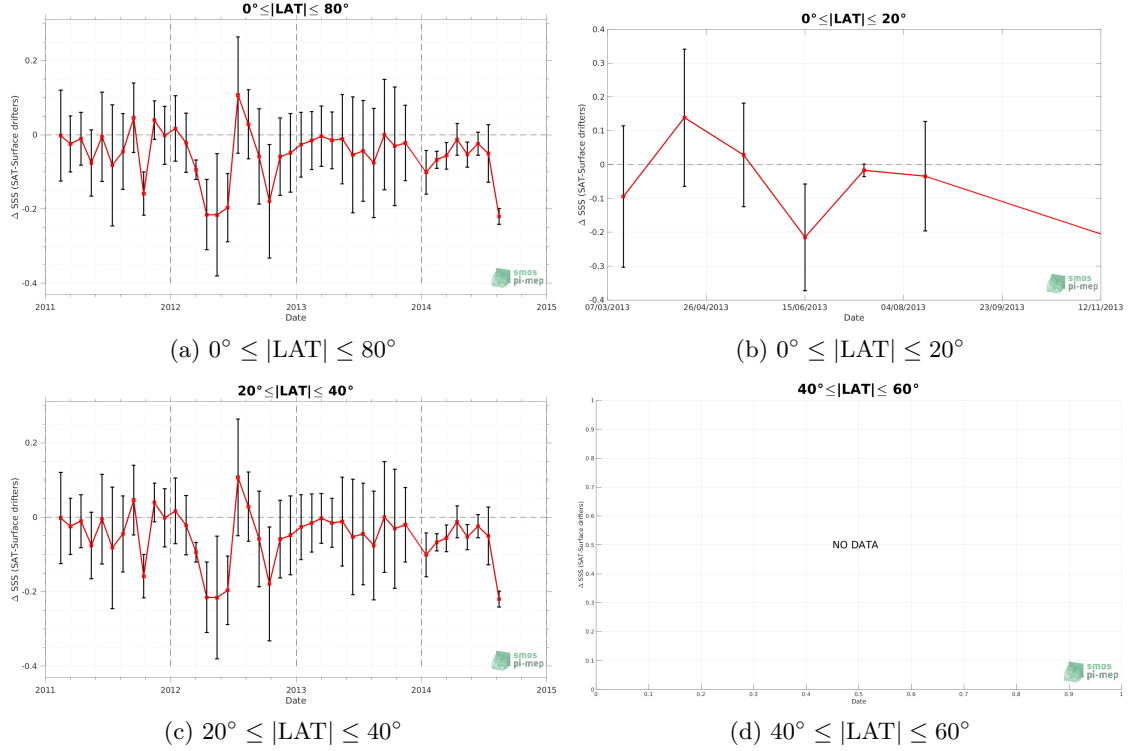 0°≤|LAT|≤ 80°
Δ SSS (SAT-Surface drifters)
0.2
0
-0.2
-0.4
2011
2012
2013
2014
2015
Date
smos
pi-mep
(a) 0° ≤ |LAT| ≤ 80°
0°≤|LAT|≤ 20°
Δ SSS (SAT-Surface drifters)
0.4
0.3
0.2
0.1
0
-0.1
-0.2
-0.3
-0.4
07/03/2013
26/04/2013
15/06/2013
04/08/2013
23/09/2013
12/11/2013
Date
smos
pi-mep
(b) 0° ≤ |LAT| ≤ 20°
20°≤|LAT|≤ 40°
Δ SSS (SAT-Surface drifters)
0.2
0
-0.2
-0.4
2011
2012
2013
2014
2015
Date
smos
pi-mep
(c) 20° ≤ |LAT| ≤ 40°
40°≤|LAT|≤ 60°
Δ SSS (SAT-Surface drifters)
1
0.9
0.8
0.7
0.6
0.5
0.4
0.3
0.2
0.1
0
NO DATA
0
0.1
0.2
0.3
0.4
0.5
0.6
0.7
0.8
0.9
1
Date
smos
pi-mep
(d) 40° ≤ |LAT| ≤ 60°